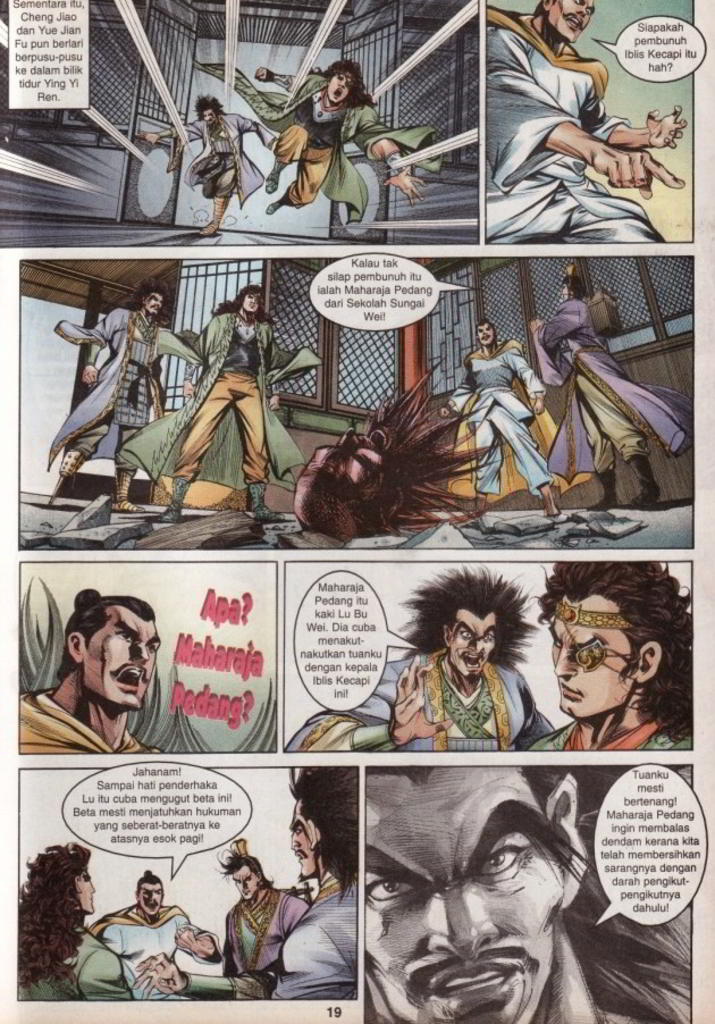 Sementara itu,
Cheng Jiao
dan Yue Jian
Fu pun berlari
berpusu-pusu
ke dalam bilik
tidur Ying Yi
Ren.
Siapakah
pembunuh
Iblis Kecapi itu
hah?
Kalau tak
silap pembunuh itu
ialah Maharaja Pedang
dari Sekolah Sungai
Wei!
Apa?
Maharaja
Pedang?
Maharaja
Pedang itu
kaki Lu Bu
Wei. Dia cuba
menakut-
nakutkan tuanku
dengan kepala
Iblis Kecapi
ini!
Jahanam!
Sampai hati penderhaka
Lu itu cuba mengugut beta ini!
Beta mesti menjatuhkan hukuman
yang seberat-beratnya ke
atasnya esok pagi!
Tuanku
mesti
bertenang!
Maharaja Pedang
ingin membalas
dendam kerana kita
telah membersihkan
sarangnya dengan
darah pengikut-
pengikutnya
dahulu!
19